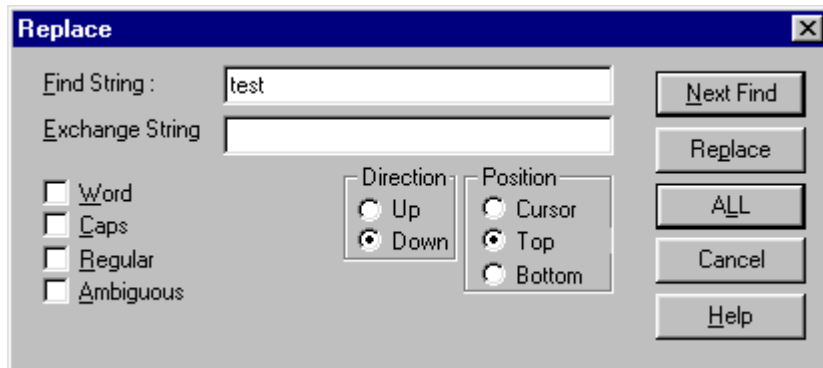 Replace
Find String :
test
Next Find
Exchange String
Replace
Word
Caps
Regular
Ambiguous
Direction
Up
Down
Position
Cursor
Top
Bottom
ALL
Cancel
Help